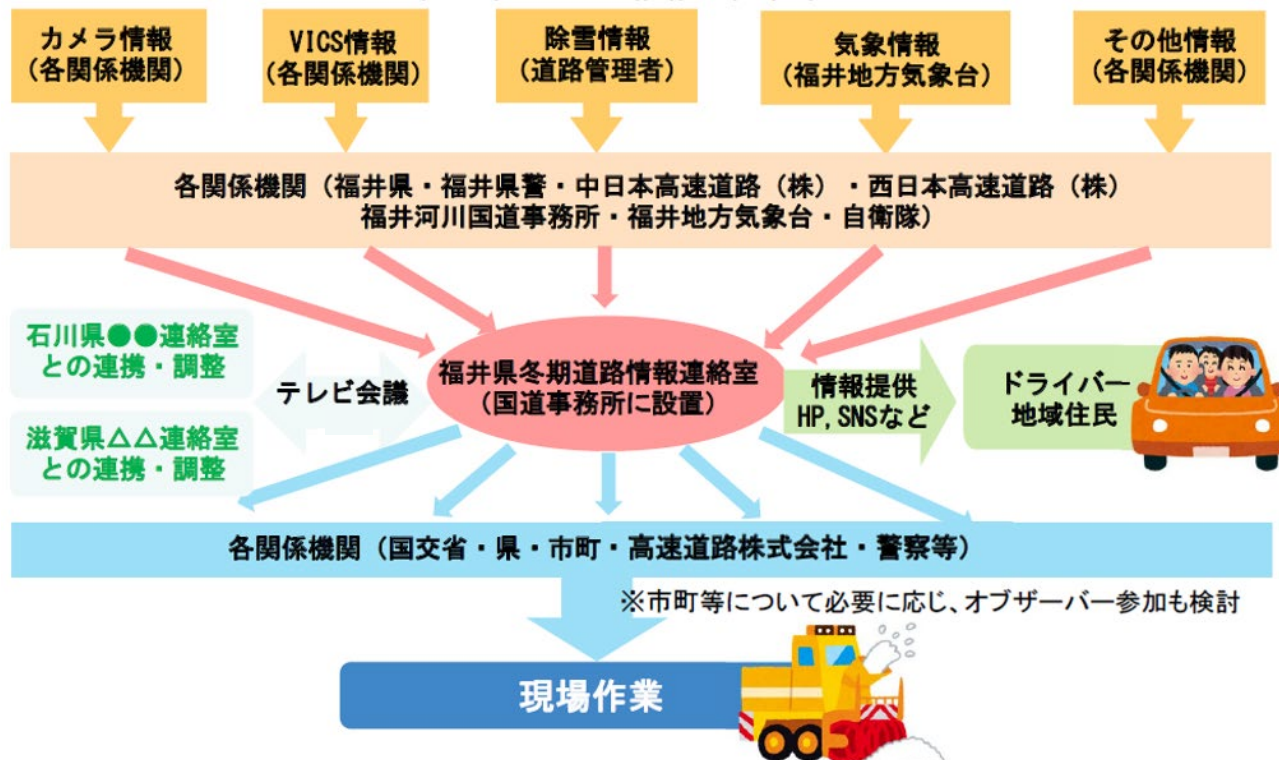 カメラ情報
(各関係機関)
VICS情報
(各関係機関)
除雪情報
(道路管理者)
気象情報
(福井地方気象台)
その他情報
(各関係機関)
各関係機関（福井県・福井県警・中日本高速道路（株）・西日本高速道路（株）
福井河川国道事務所・福井地方気象台・自衛隊）
石川県●●連絡室
との連携・調整
滋賀県△△連絡室
との連携・調整
テレビ会議
福井県冬期道路情報連絡室
（国道事務所に設置）
情報提供
HP,SNSなど
ドライバー
地域住民
各関係機関（国交省・県・市町・高速道路株式会社・警察等）
※市町等について必要に応じ、オブザーバー参加も検討
現場作業